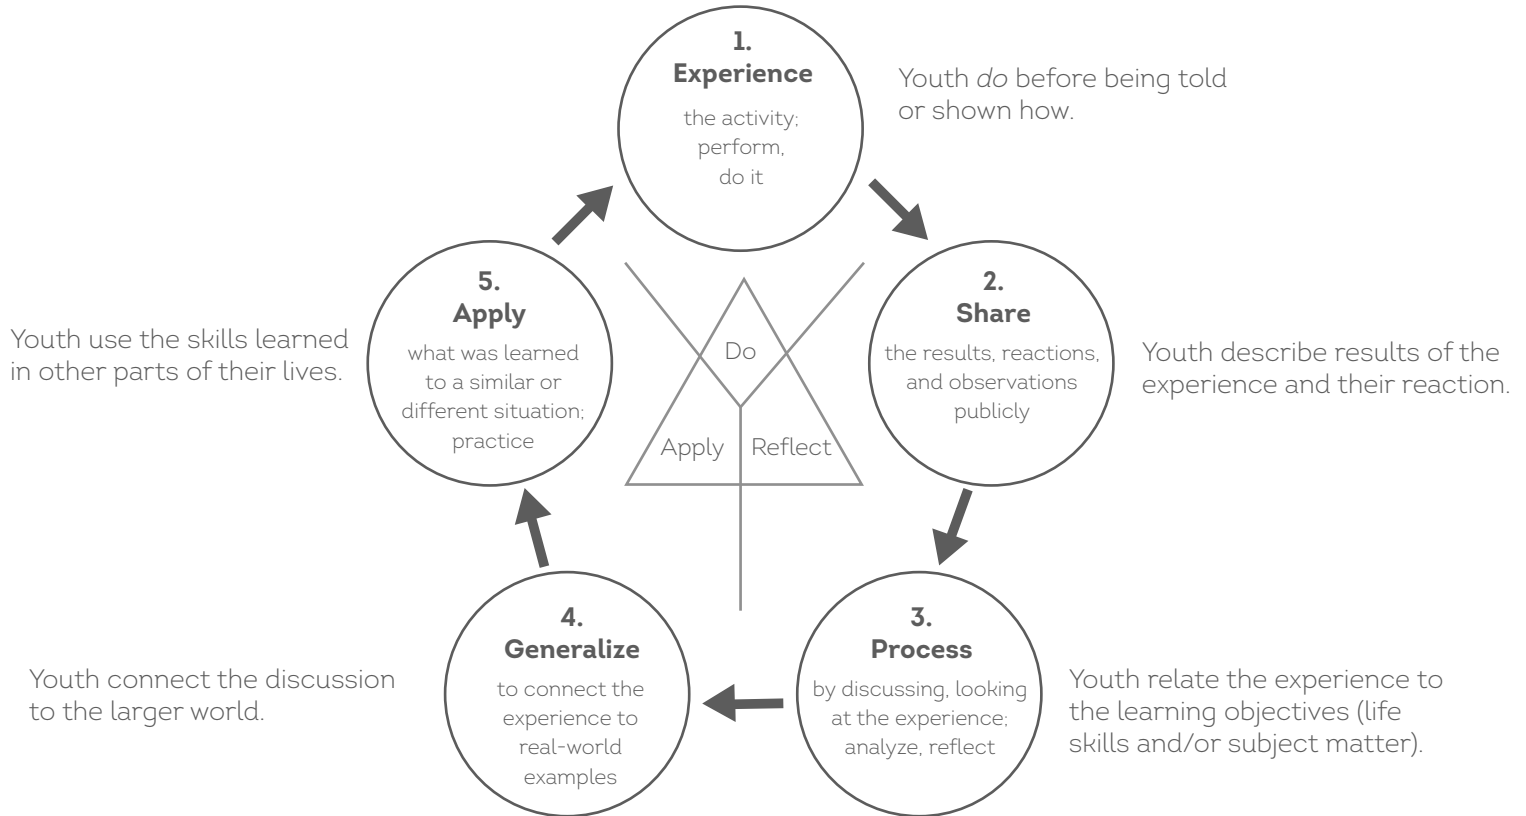 1.
Experience
the activity;
perform,
do it
Youth do before being told
or shown how.
2.
Share
the results, reactions,
and observations
publicly
Youth describe results of the
experience and their reaction.
3.
Process
by discussing, looking
at the experience;
analyze, reflect
Youth relate the experience to
the learning objectives (life
skills and/or subject matter).
4.
Generalize
to connect the
experience to
real-world
examples
Youth connect the discussion
to the larger world.
5.
Apply
what was learned
to a similar or
different situation;
practice
Youth use the skills learned
in other parts of their lives.
Do
Apply
Reflect